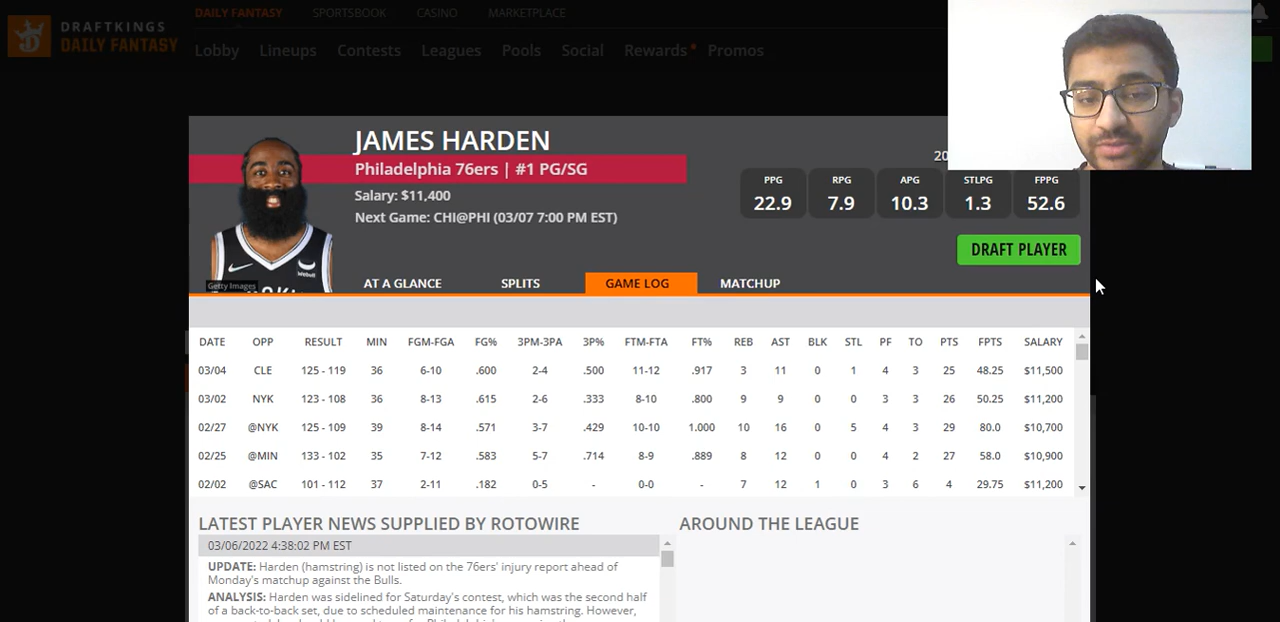 DAILY FANTASY SPORTSBOOK CASINO MARKETPLACE
DRAFTKINGS
DAILY FANTASY
Lobby Lineups Contests Leagues Pools Social Rewards Promos
JAMES HARDEN
Philadelphia 76ers | #1 PG/SG
Salary: $11,400
Next Game: CHI@PHI (03/07 7:00 PM EST)
20
PPG RPG APG STLPG FPPG
22.9 7.9 10.3 1.3 52.6
DRAFT PLAYER
Getty Images
AT A GLANCE SPLITS GAME LOG MATCHUP
DATE OPP RESULT MIN FGM-FGA FG% 3PM-3PA 3P% FTM-FTA FT% REB AST BLK STL PF TO PTS FPTS SALARY
03/04 CLE 125 - 119 36 6-10 .600 2-4 .500 11-12 .917 3 11 0 1 4 3 25 48.25 $11,500
03/02 NYK 123 - 108 36 8-13 .615 2-6 .333 8-10 .800 9 9 0 0 3 3 26 50.25 $11,200
02/27 @NYK 125 - 109 39 8-14 .571 3-7 .429 10-10 1.000 10 16 0 5 4 3 29 80.0 $10,700
02/25 @MIN 133 - 102 35 7-12 .583 5-7 .714 8-9 .889 8 12 0 0 4 2 27 58.0 $10,900
02/02 @SAC 101 - 112 37 2-11 .182 0-5 - 0-0 - 7 12 1 0 3 6 4 29.75 $11,200
LATEST PLAYER NEWS SUPPLIED BY ROTOWIRE
03/06/2022 4:38:02 PM EST
UPDATE: Harden (hamstring) is not listed on the 76ers' injury report ahead of
Monday's matchup against the Bulls.
ANALYSIS: Harden was sidelined for Saturday's contest, which was the second half
of a back-to-back set, due to scheduled maintenance for his hamstring. However,
AROUND THE LEAGUE